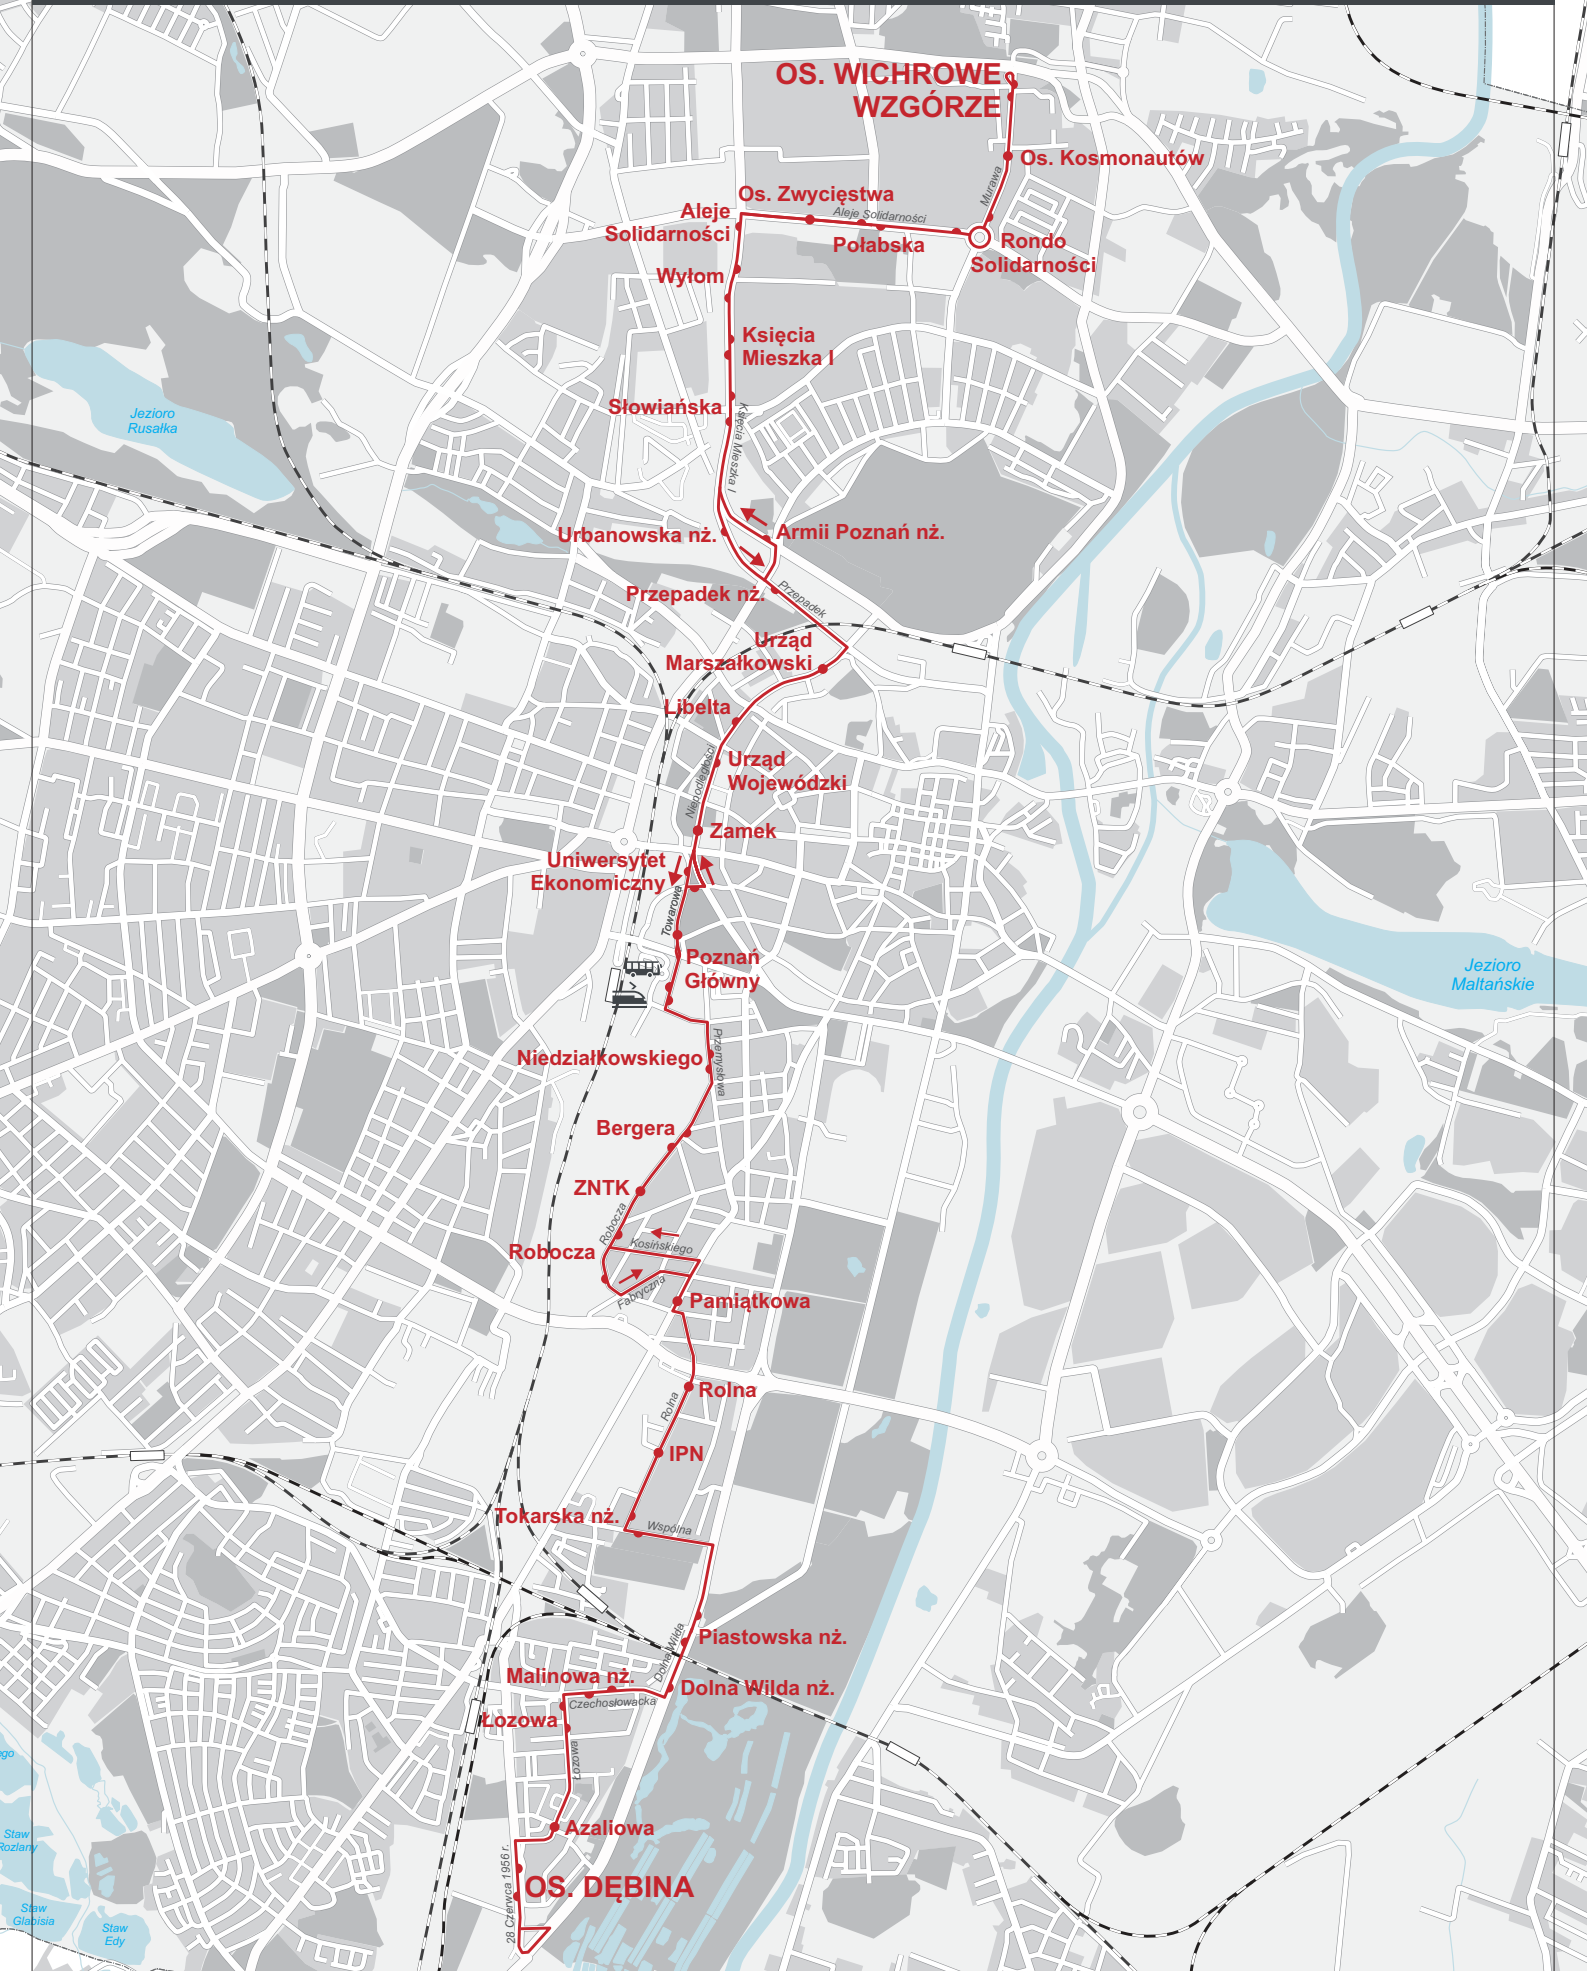 OS. WICHROWE
WZGÓRZE
Os. Kosmonautów
Murawa
Os. Zwycięstwa
Aleje Solidarności
Aleje
Solidarności
Połabska
Rondo
Solidarności
Wyłom
Księcia
Mieszka I
Słowiańska
Księcia Mieszka I
Jezioro
Rusałka
Urbanowska nż.
Armii Poznań nż.
Przepadek nż.
Przepadek
Urząd
Marszałkowski
Libelta
Niepodległości
Urząd
Wojewódzki
Zamek
Uniwersytet
Ekonomiczny
Towarowa
Poznań
Główny
Jezioro
Maltańskie
Niedziałkowskiego
Przemysłowa
Bergera
ZNTK
Robocza
Kosińskiego
Robocza
Fabryczna
Pamiątkowa
Rolna
Rolna
IPN
Tokarska nż.
Wspólna
Piastowska nż.
Dolna Wilda
Malinowa nż.
Dolna Wilda nż.
Czechosłowacka
Łozowa
Łozowa
Azaliowa
OS. DĘBINA
28 Czerwca 1956 r.
Staw
Rozlany
Staw
Glabisia
Staw
Edy